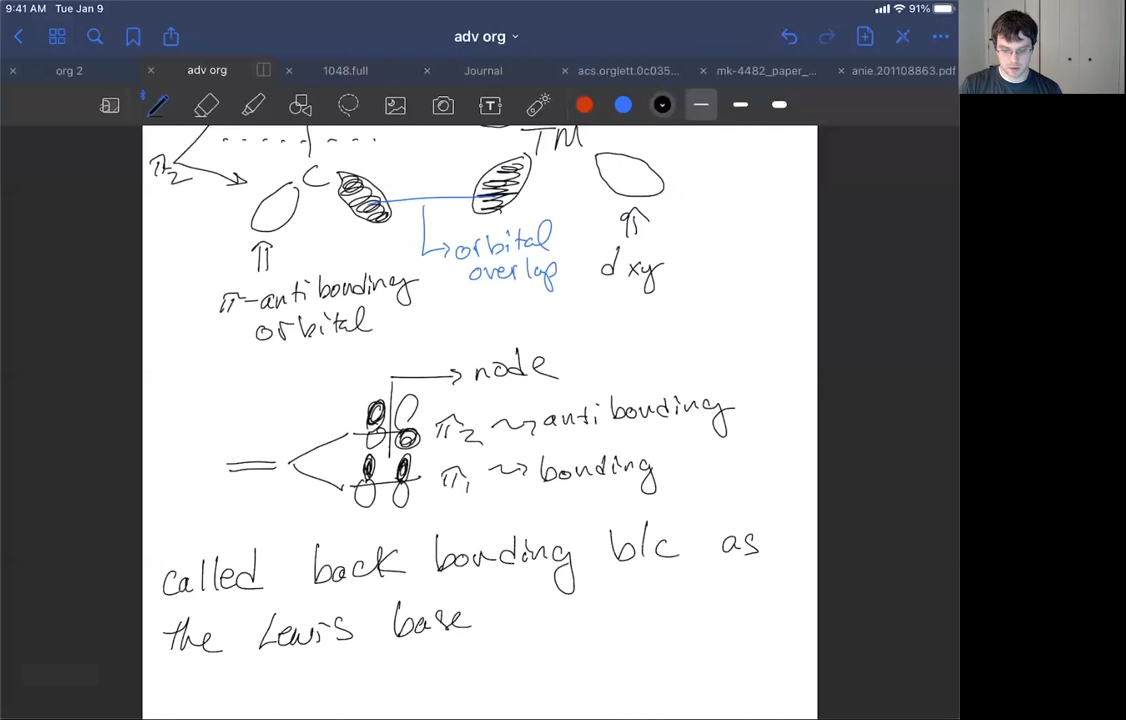 9:41 AM Tue Jan 9
91%
adv org
org 2
adv org
1048.full
Journal
acs.orglett.0c035...
mk-4482_paper_...
anie.201108863.pdf
T
TM
π2
C
orbital
overlap
dxy
π-antibonding
orbital
node
π2 ~> antibonding
π1 ~> bonding
called back bonding b/c as
the Lewis base